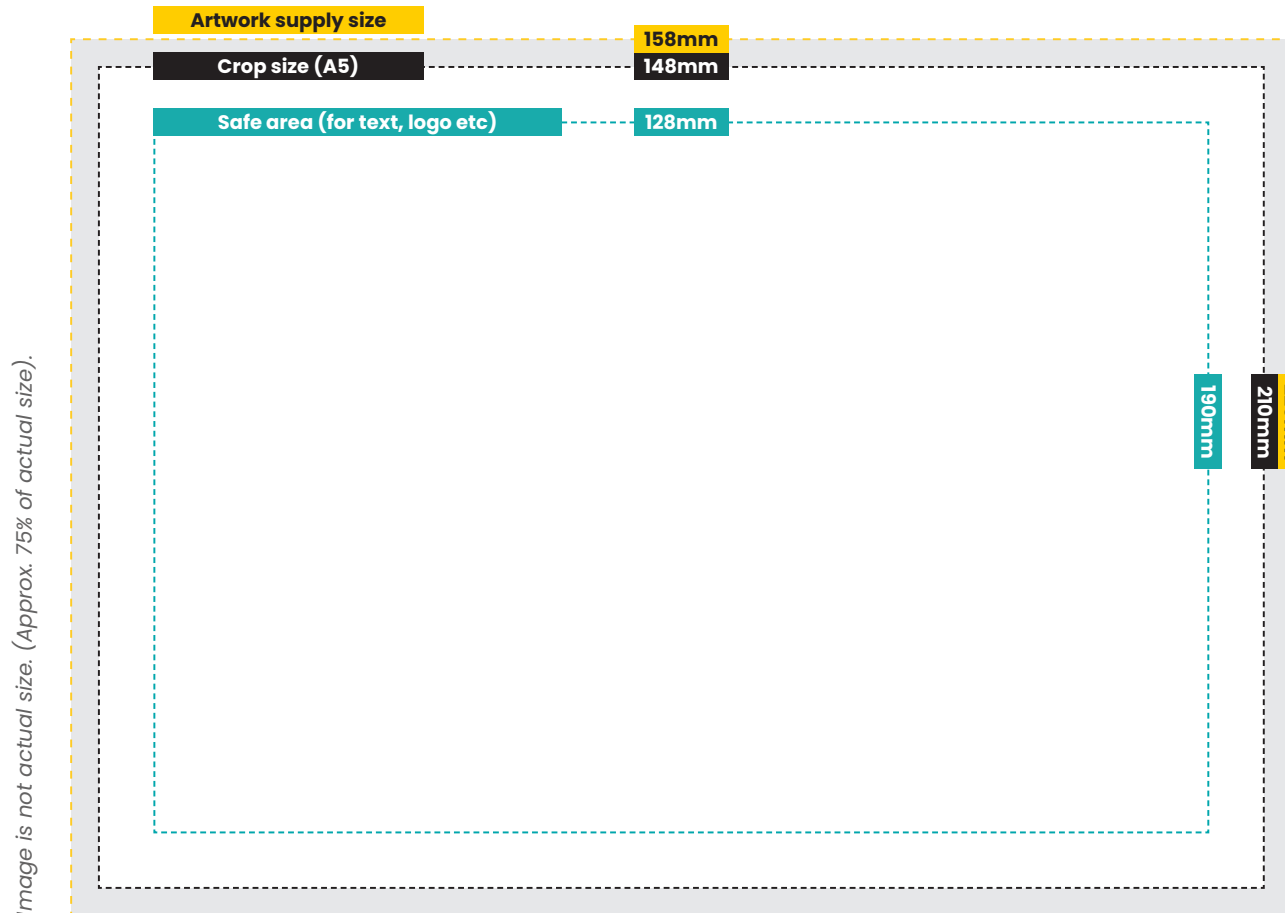 Artwork supply size
158mm
Crop size (A5)
148mm
Safe area (for text, logo etc)
128mm
190mm
210mm
Image is not actual size. (Approx. 75% of actual size).